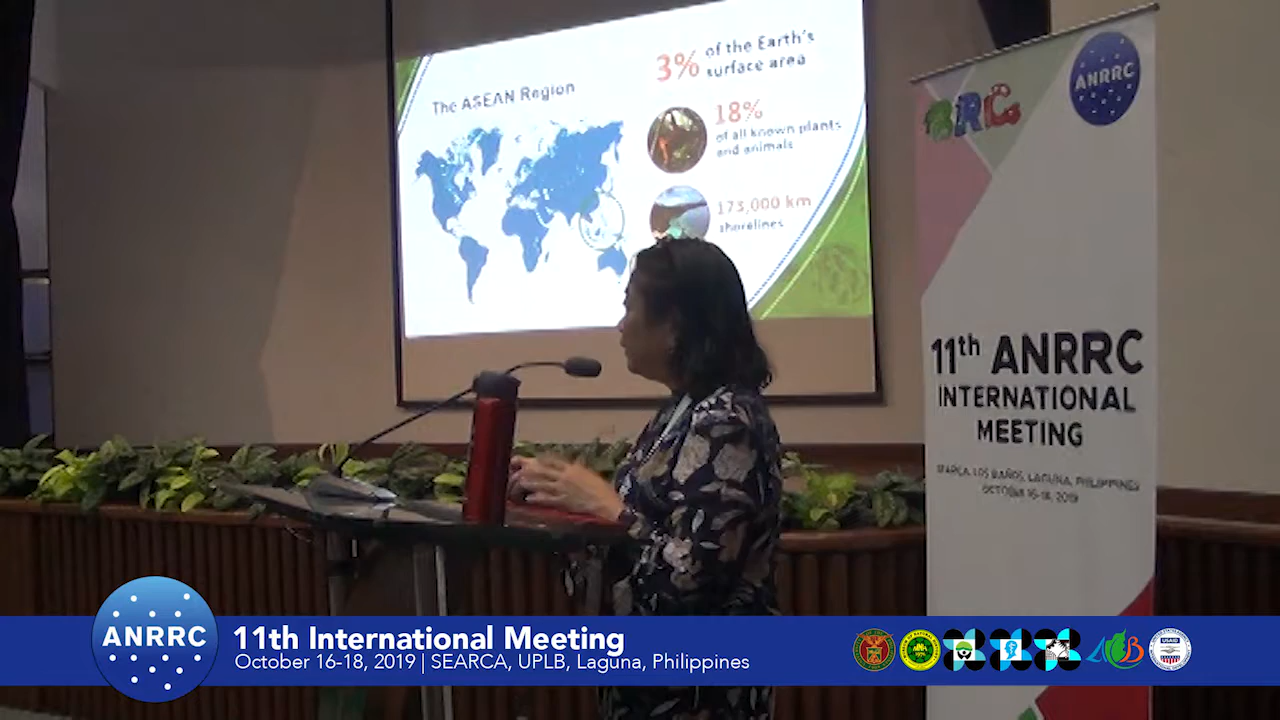 The ASEAN Region
3% of the Earth's
surface area
18%
of all known plants
and animals
173,000 km
shorelines
BRC
ANRRC
11th ANRRC
INTERNATIONAL
MEETING
SEARCA, LOS BAÑOS, LAGUNA, PHILIPPINES
OCTOBER 16-18, 2019
ANRRC
11th International Meeting
October 16-18, 2019 | SEARCA, UPLB, Laguna, Philippines
USAID